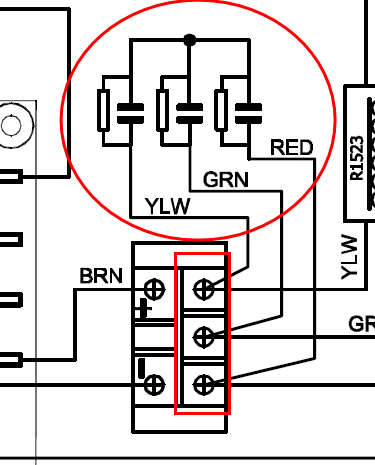 RED
R1523
GRN
YLW
YLW
BRN
+
GR
-